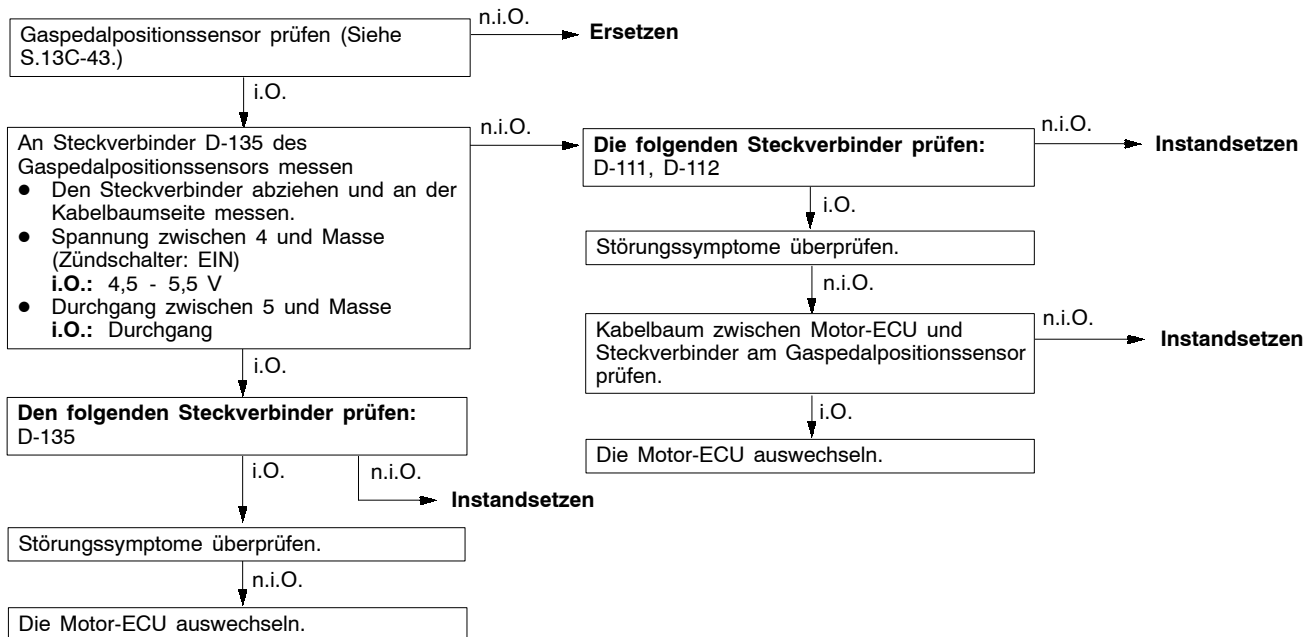 Gaspedalpositionssensor prüfen (Siehe
S.13C-43.)
n.i.O.
Ersetzen
i.O.
An Steckverbinder D-135 des
Gaspedalpositionssensors messen
● Den Steckverbinder abziehen und an der
Kabelbaumseite messen.
● Spannung zwischen 4 und Masse
(Zündschalter: EIN)
i.O.: 4,5 - 5,5 V
● Durchgang zwischen 5 und Masse
i.O.: Durchgang
n.i.O.
Die folgenden Steckverbinder prüfen:
D-111, D-112
n.i.O.
Instandsetzen
i.O.
Störungssymptome überprüfen.
n.i.O.
Kabelbaum zwischen Motor-ECU und
Steckverbinder am Gaspedalpositionssensor
prüfen.
n.i.O.
Instandsetzen
i.O.
Die Motor-ECU auswechseln.
i.O.
Den folgenden Steckverbinder prüfen:
D-135
i.O.
n.i.O.
Instandsetzen
Störungssymptome überprüfen.
n.i.O.
Die Motor-ECU auswechseln.